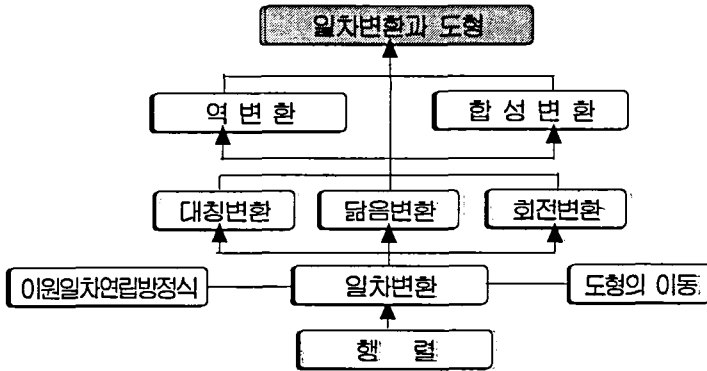 일차변환과 도형
역 변 환
합 성 변 환
대칭변환
닮음변환
회전변환
이원일차연립방정식
일차변환
도형의 이동
행 렬